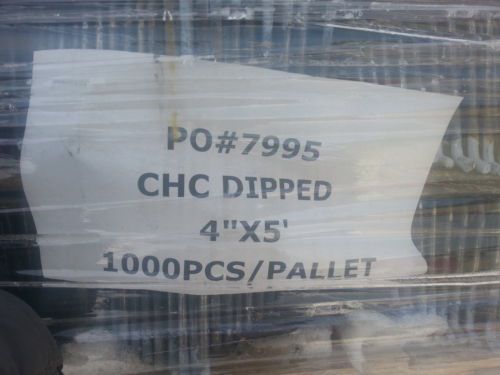 PO#7995
CHC DIPPED
4"X5'
1000PCS/PALLET